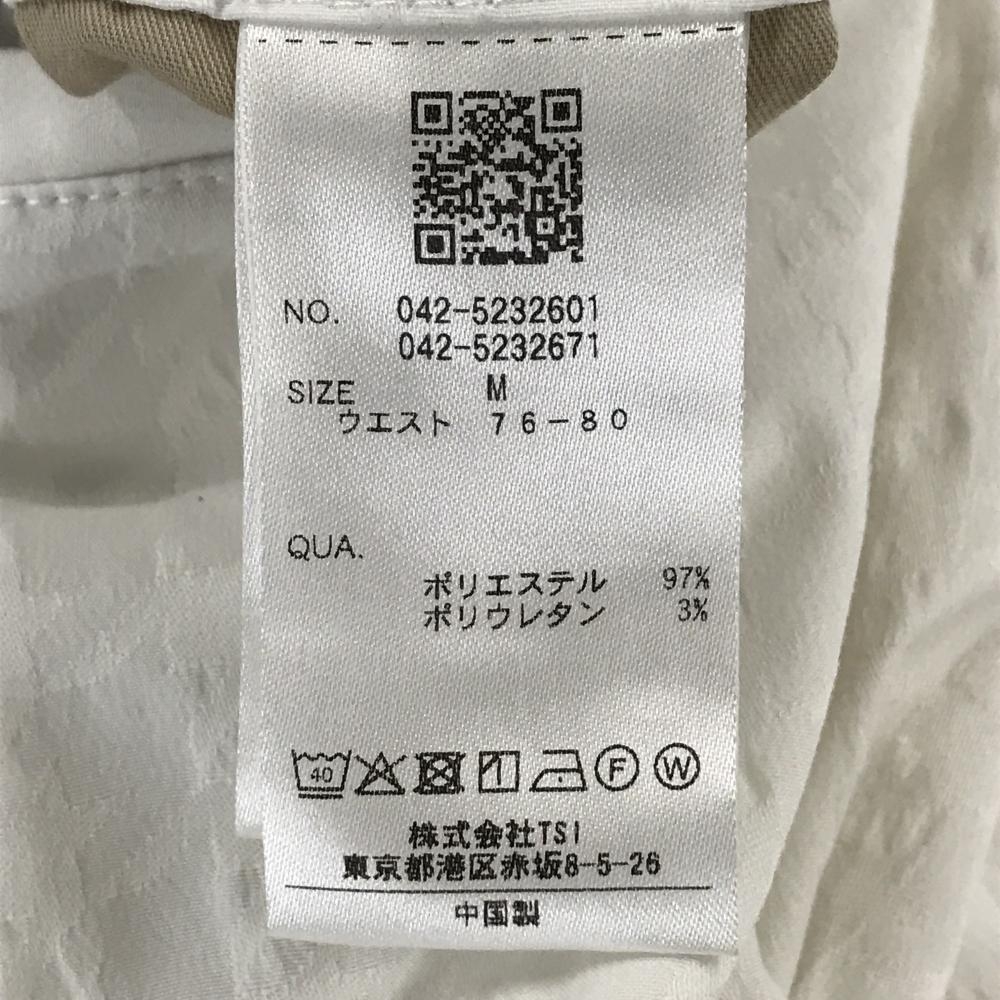 NO. 042-5232601
042-5232671
SIZE M
ウエスト 76-80
QUA.
ポリエステル 97%
ポリウレタン 3%
40 F W
株式会社TSI
東京都港区赤坂8-5-26
中国製